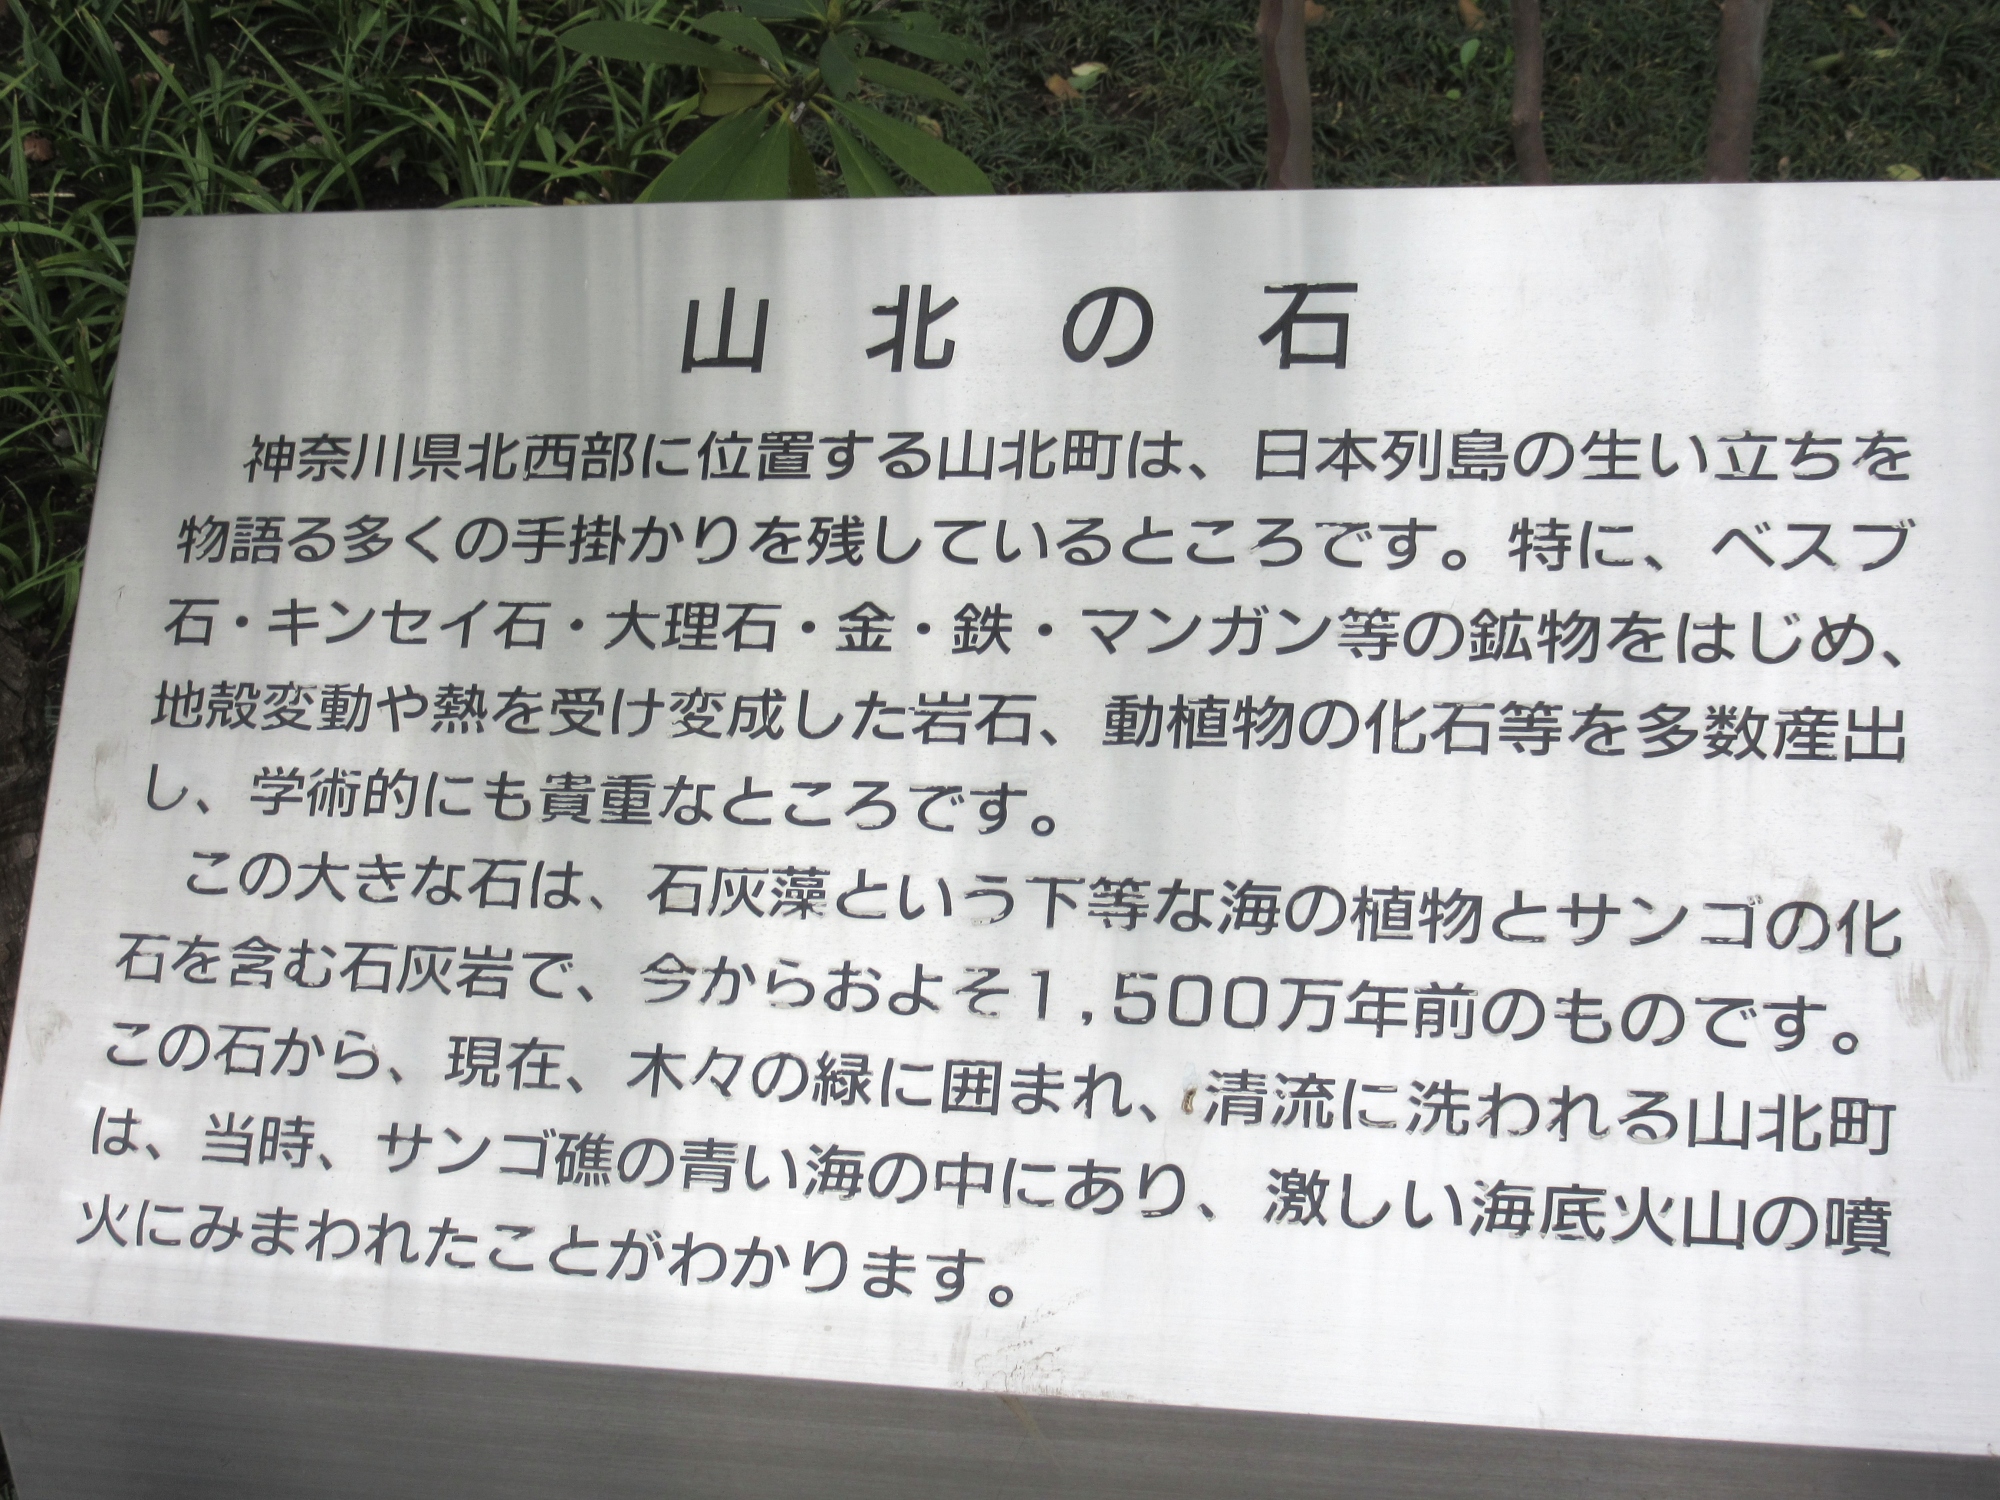 山北の石
神奈川県北西部に位置する山北町は、日本列島の生い立ちを
物語る多くの手掛かりを残しているところです。特に、ベスブ
石・キンセイ石・大理石・金・鉄・マンガン等の鉱物をはじめ、
地殻変動や熱を受け変成した岩石、動植物の化石等を多数産出
し、学術的にも貴重なところです。
この大きな石は、石灰藻という下等な海の植物とサンゴの化
石を含む石灰岩で、今からおよそ1,500万年前のものです。
この石から、現在、木々の緑に囲まれ、清流に洗われる山北町
は、当時、サンゴ礁の青い海の中にあり、激しい海底火山の噴
火にみまわれたことがわかります。